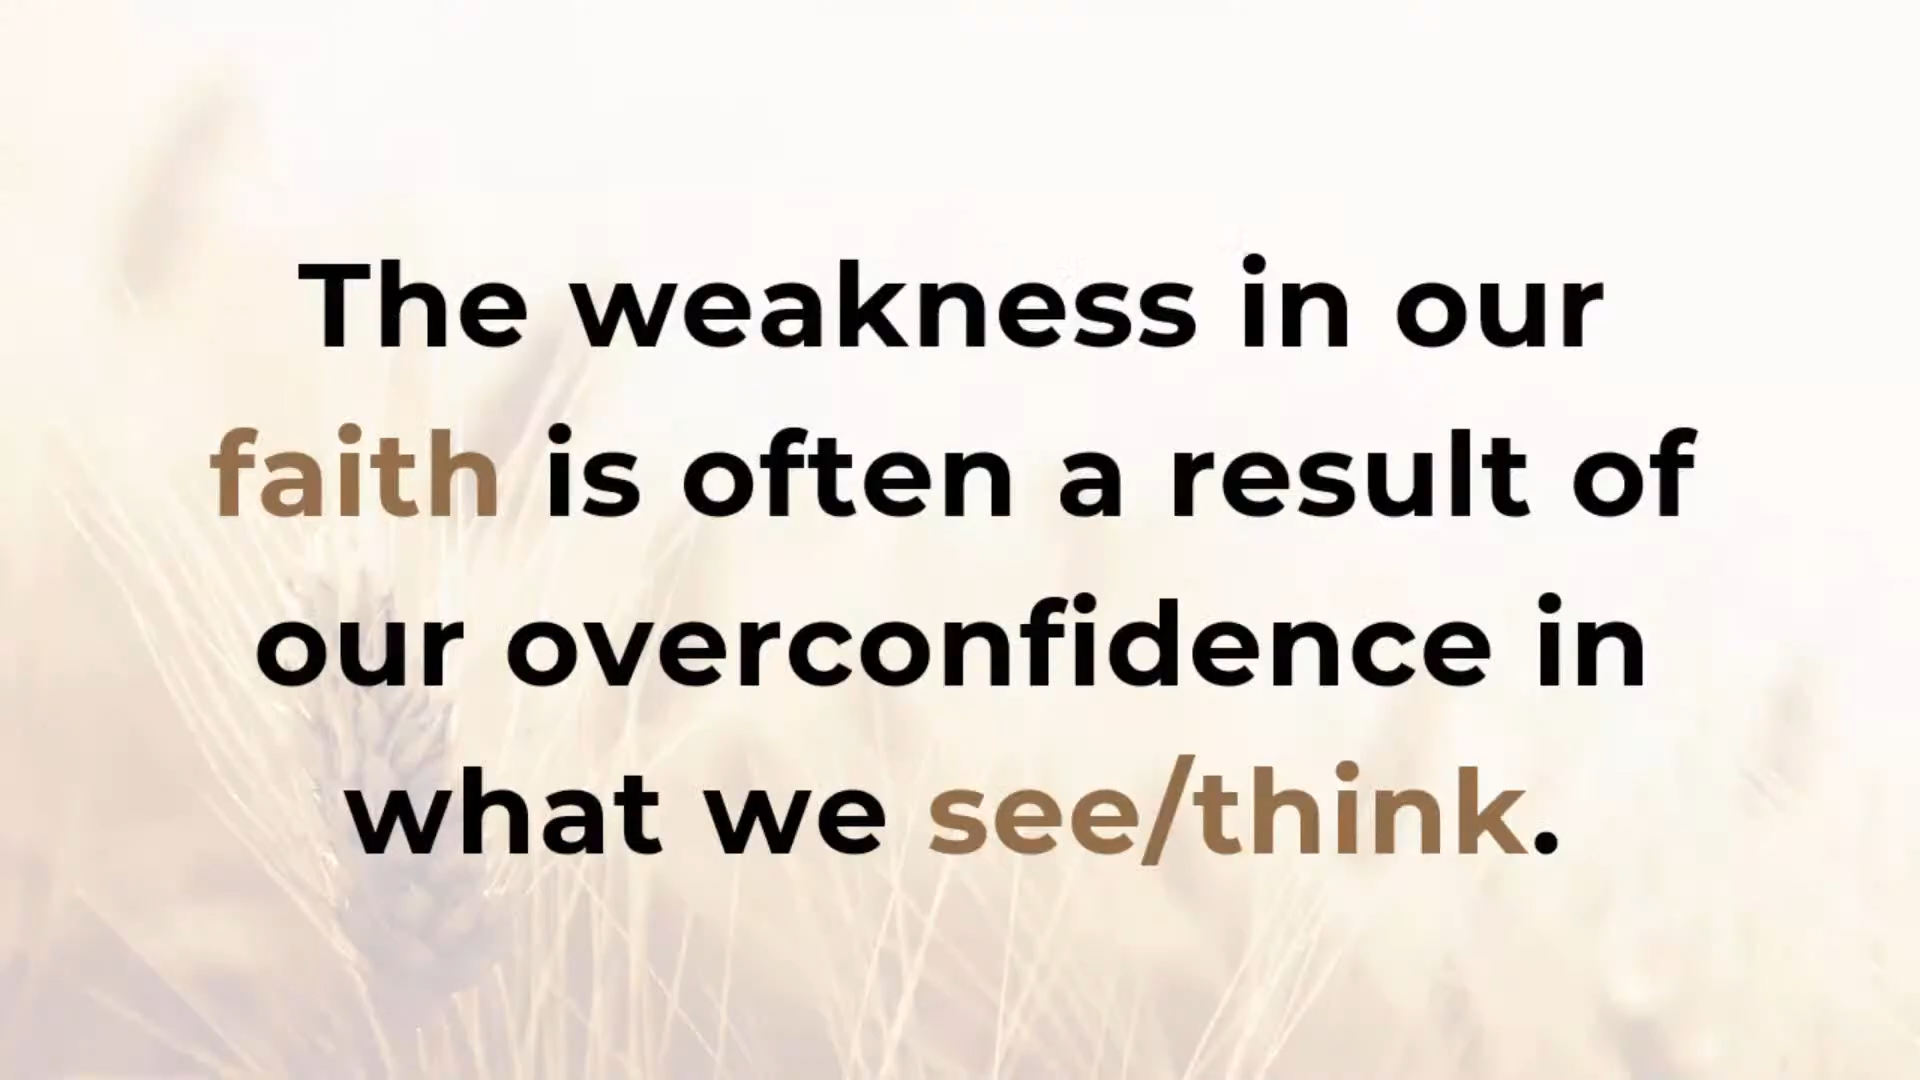 The weakness in our
faith is often a result of
our overconfidence in
what we see/think.